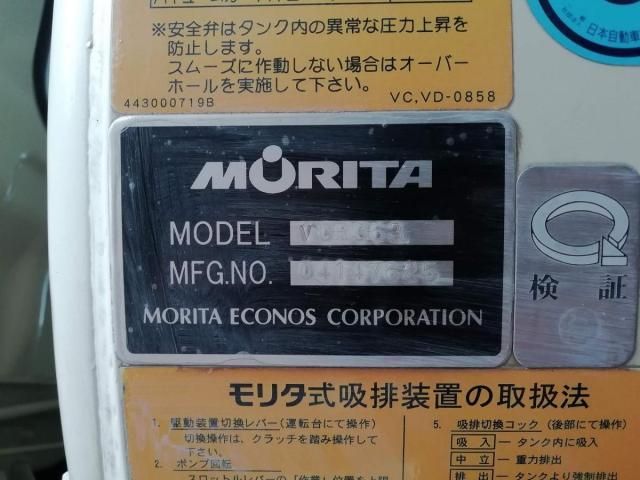 ※安全弁はタンク内の異常な圧力上昇を
防止します。
スムーズに作動しない場合はオーバー
ホールを実施して下さい。
443000719B
VC,VD-0858
日本自動車
MORITA
MODEL
MFG.NO.
MORITA ECONOS CORPORATION
検 証
モリタ式吸排装置の取扱法
1. 駆動装置切換レバー(運転台にて操作)
切換操作は、クラッチを踏み操作して
下さい。
2. ポンプ回転
5. 吸排切換コック(後部にて操作)
吸 入 ― タンク内に吸入
中 立 ― 重力排出
排 出 ― タンクより強制排出